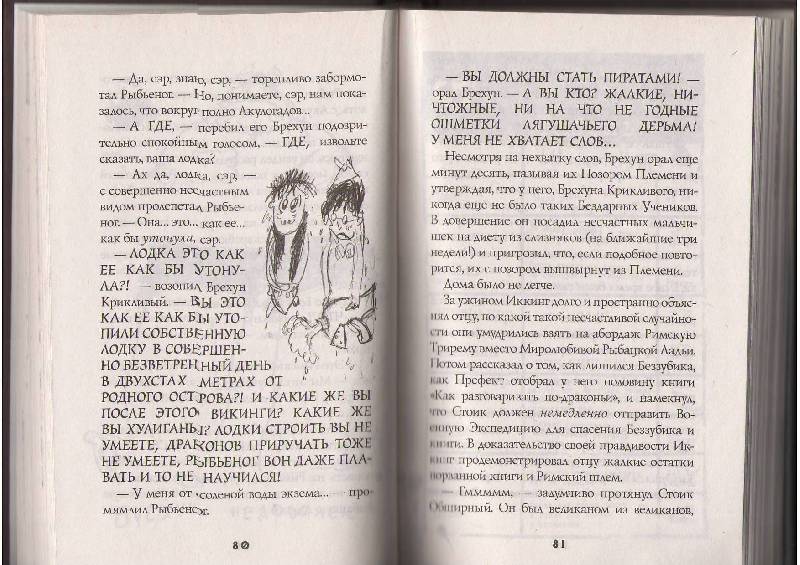 — Да, сэр, знаю, сэр, — торопливо забормо-
тал Рыбьеног. — Но, понимаете, сэр, нам пока-
залось, что вокруг полно Акулогадов...
— А ГДЕ, — перебил его Брехун подозри-
тельно спокойным голосом, — ГДЕ, извольте
сказать, ваша лодка?
— Ах да, лодка, сэр, —
с совершенно несчастным
видом пролепетал Рыбье-
ног. — Она... это... как ее...
как бы утонули, сэр.
— ЛОДКА ЭТО КАК
ЕЕ КАК БЫ УТОНУ-
ЛА?! — возопил Брехун
Крикливый. — ВЫ ЭТО
КАК ЕЕ КАК БЫ УТО-
ПИЛИ СОБСТВЕННУЮ
ЛОДКУ В СОВЕРШЕН-
НО БЕЗВЕТРЕННЫЙ ДЕНЬ
В ДВУХСТАХ МЕТРАХ ОТ
РОДНОГО ОСТРОВА?! И КАКИЕ ЖЕ ВЫ
ПОСЛЕ ЭТОГО ВИКИНГИ? КАКИЕ ЖЕ
ВЫ ХУЛИГАНЫ? ЛОДКИ СТРОИТЬ ВЫ НЕ
УМЕЕТЕ, ДРАКОНОВ ПРИРУЧАТЬ ТОЖЕ
НЕ УМЕЕТЕ, РЫБЬЕНОГ ВОН ДАЖЕ ПЛА-
ВАТЬ И ТО НЕ НАУЧИЛСЯ!
— У меня от соленой воды экзема... — про-
мямлил Рыбьеног.
80
— ВЫ ДОЛЖНЫ СТАТЬ ПИРАТАМИ! —
орал Брехун. — А ВЫ КТО? ЖАЛКИЕ, НИ-
ЧТОЖНЫЕ, НИ НА ЧТО НЕ ГОДНЫЕ
ОШМЕТКИ ЛЯГУШАЧЬЕГО ДЕРЬМА!
У МЕНЯ НЕ ХВАТАЕТ СЛОВ...
Несмотря на нехватку слов, Брехун орал еще
минут десять, называя их Позором Племени и
утверждая, что у него, Брехуна Крикливого, ни-
когда еще не было таких Бездарных Учеников.
В довершение он посадил несчастных мальчи-
шек на диету из слизняков (на ближайшие три
недели!) и пригрозил, что, если подобное повто-
рится, их с позором вышвырнут из Племени.
Дома было не легче.
За ужином Иккинг долго и пространно объяс-
нял отцу, по какой такой несчастливой случайно-
сти они умудрились взять на абордаж Римскую
Трирему вместо Миролюбивой Рыбацкой Ладьи.
Потом рассказал о том, как лишился Беззубика,
как Префект отобрал у него половину книги
«Как разговаривать по-драконьи», и намекнул,
что Стоик должен немедленно отправить Во-
енную Экспедицию для спасения Беззубика и
книги. В доказательство своей правдивости Ик-
кинг продемонстрировал отцу жалкие остатки
порванной книги и Римский шлем.
— Гммммм, — задумчиво протянул Стоик
Обширный. Он был великаном из великанов,
81